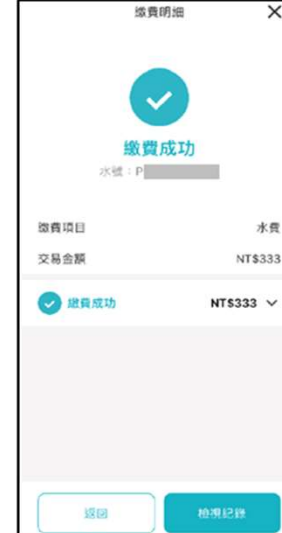 繳費明細
繳費成功
水號：P
繳費項目 水費
交易金額 NT$333
繳費成功 NT$333
返回 檢視記錄